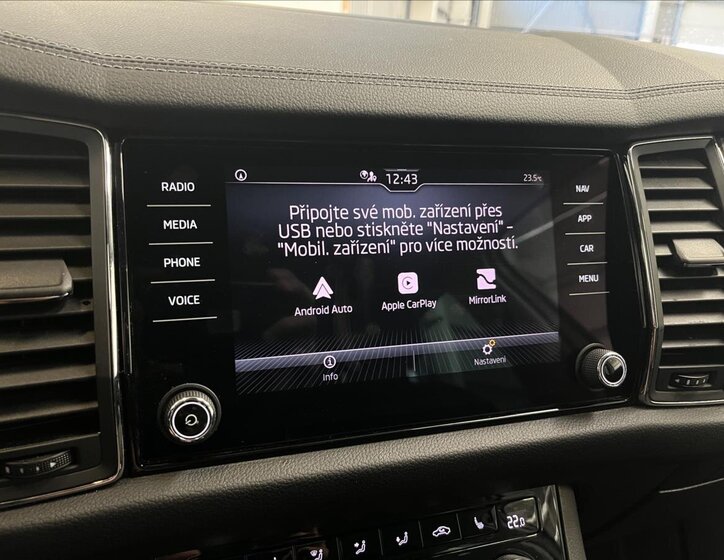 RADIO
MEDIA
PHONE
VOICE
12:43
23.5°C
Připojte své mob. zařízení přes
USB nebo stiskněte "Nastavení" –
"Mobil. zařízení" pro více možností.
Android Auto
Apple CarPlay
MirrorLink
Info
Nastavení
NAV
APP
CAR
MENU
22.0